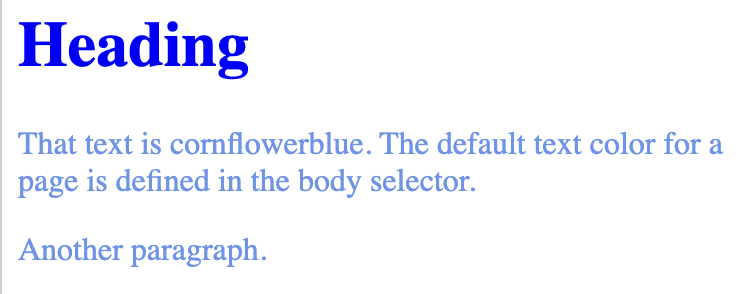 Heading
That text is cornflowerblue. The default text color for a
page is defined in the body selector.
Another paragraph.